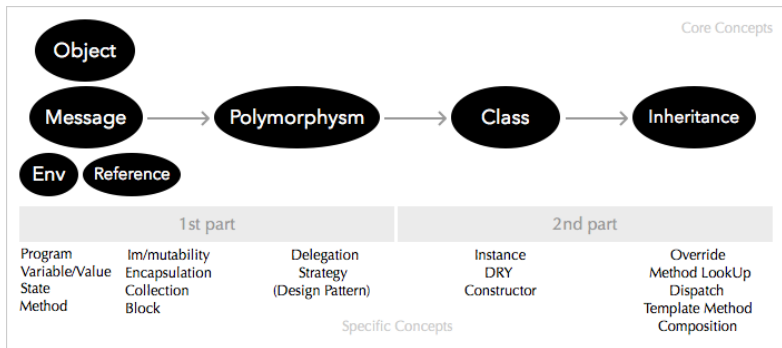 Core Concepts
Object
Message
Polymorphysm
Class
Inheritance
Env
Reference
1st part
2nd part
Program
Variable/Value
State
Method
Im/mutability
Encapsulation
Collection
Block
Delegation
Strategy
(Design Pattern)
Instance
DRY
Constructor
Override
Method LookUp
Dispatch
Template Method
Composition
Specific Concepts